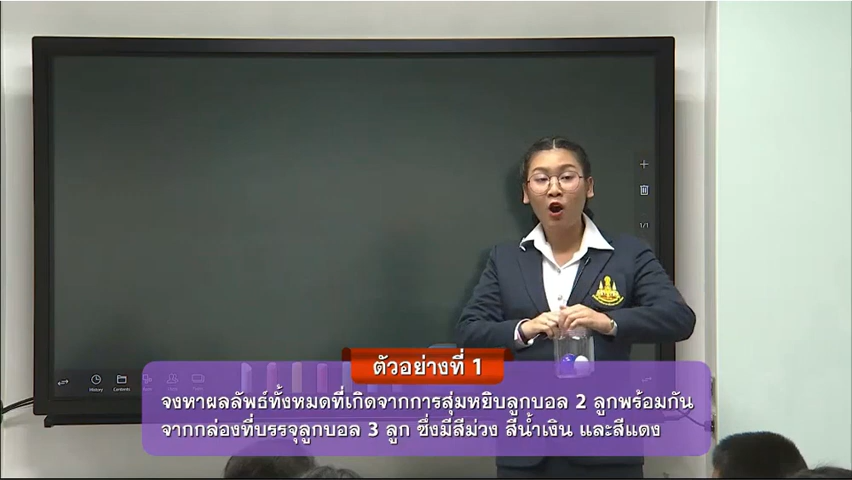 1/1
History
Contents
ตัวอย่างที่ 1
จงหาผลลัพธ์ทั้งหมดที่เกิดจากการสุ่มหยิบลูกบอล 2 ลูกพร้อมกัน
จากกล่องที่บรรจุลูกบอล 3 ลูก ซึ่งมีสีม่วง สีน้ำเงิน และสีแดง